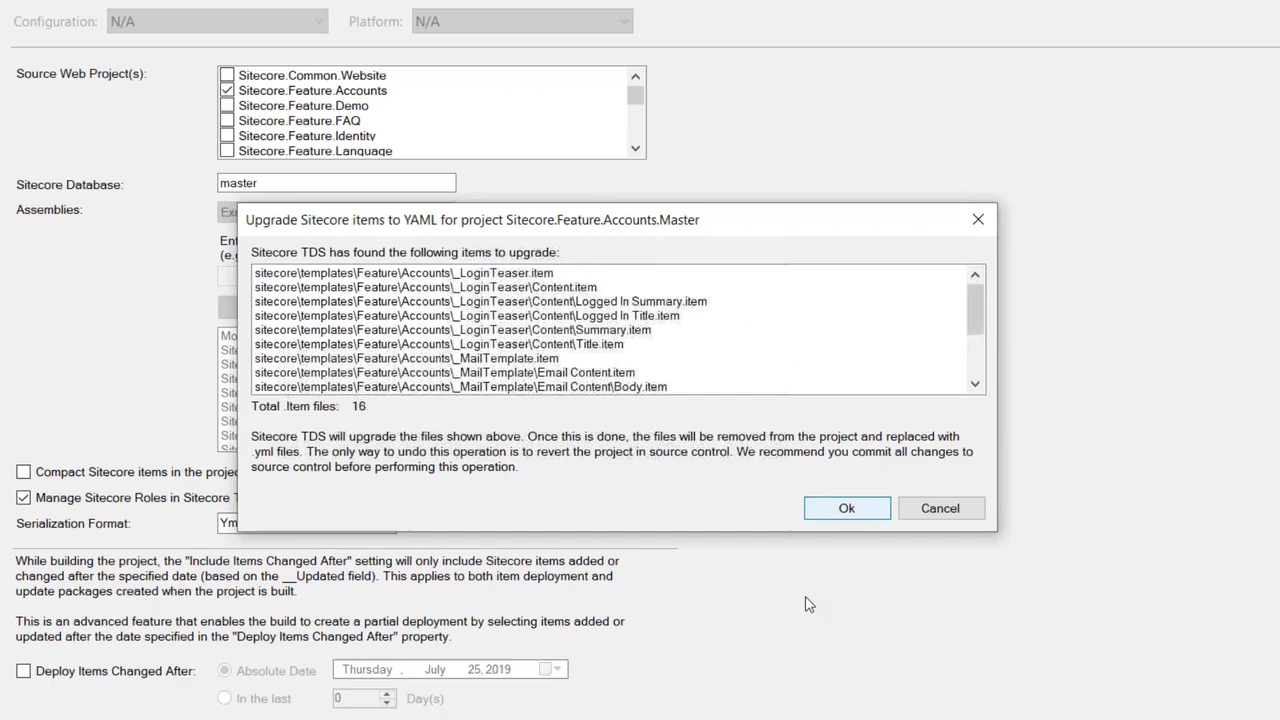 Configuration: N/A Platform: N/A
Source Web Project(s):
Sitecore.Common.Website
Sitecore.Feature.Accounts
Sitecore.Feature.Demo
Sitecore.Feature.FAQ
Sitecore.Feature.Identity
Sitecore.Feature.Language
Sitecore Database: master
Assemblies:
Upgrade Sitecore items to YAML for project Sitecore.Feature.Accounts.Master
Sitecore TDS has found the following items to upgrade:
sitecore\templates\Feature\Accounts\_LoginTeaser.item
sitecore\templates\Feature\Accounts\_LoginTeaser\Content.item
sitecore\templates\Feature\Accounts\_LoginTeaser\Content\Logged In Summary.item
sitecore\templates\Feature\Accounts\_LoginTeaser\Content\Logged In Title.item
sitecore\templates\Feature\Accounts\_LoginTeaser\Content\Summary.item
sitecore\templates\Feature\Accounts\_LoginTeaser\Content\Title.item
sitecore\templates\Feature\Accounts\_MailTemplate.item
sitecore\templates\Feature\Accounts\_MailTemplate\Email Content.item
sitecore\templates\Feature\Accounts\_MailTemplate\Email Content\Body.item
Total .Item files: 16
Sitecore TDS will upgrade the files shown above. Once this is done, the files will be removed from the project and replaced with
.yml files. The only way to undo this operation is to revert the project in source control. We recommend you commit all changes to
source control before performing this operation.
Ok Cancel
Compact Sitecore items in the projec
Manage Sitecore Roles in Sitecore T
Serialization Format: Ym
While building the project, the "Include Items Changed After" setting will only include Sitecore items added or
changed after the specified date (based on the __Updated field). This applies to both item deployment and
update packages created when the project is built.
This is an advanced feature that enables the build to create a partial deployment by selecting items added or
updated after the date specified in the "Deploy Items Changed After" property.
Deploy Items Changed After: Absolute Date Thursday , July 25, 2019
In the last 0 Day(s)